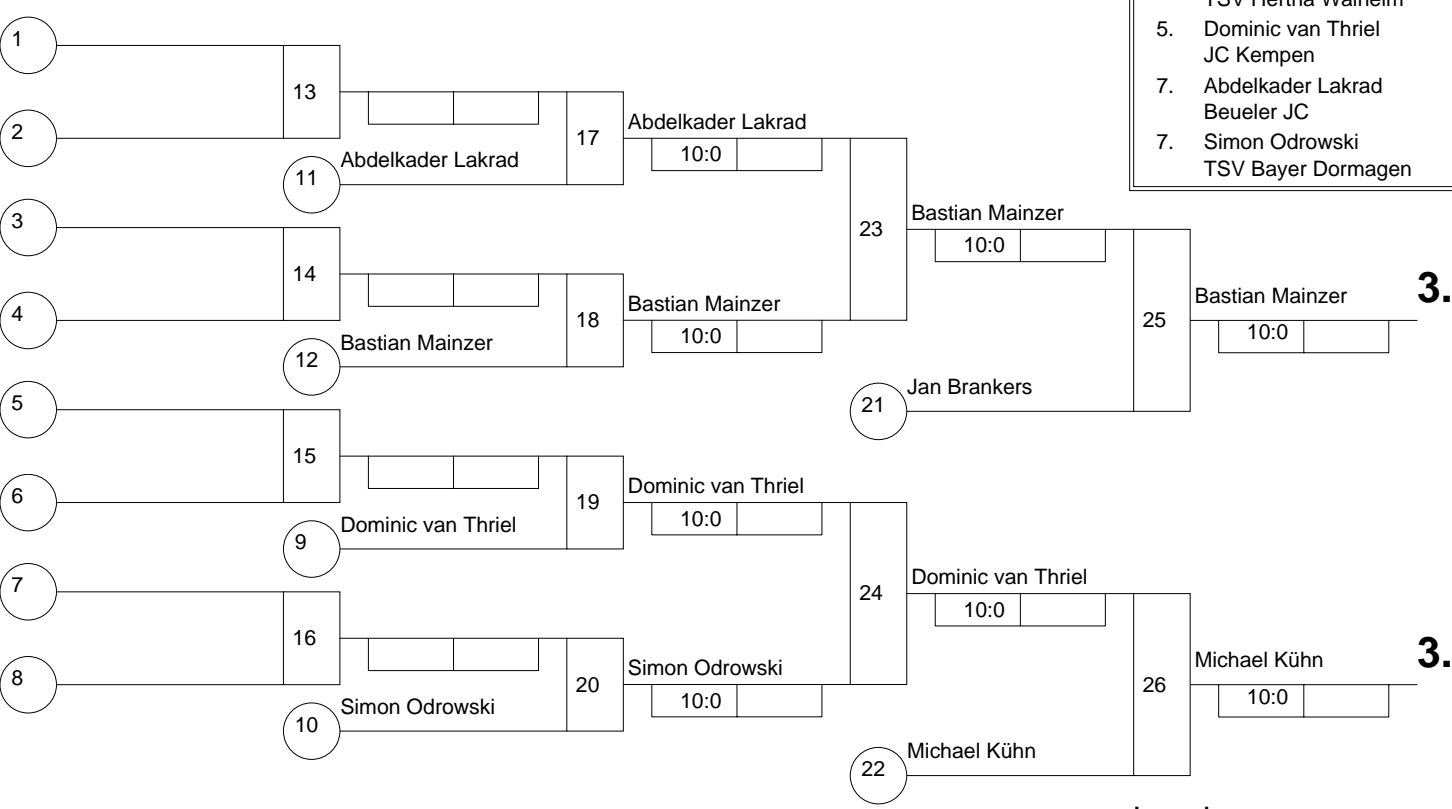 TSV Hertha Walheim
5. Dominic van Thriel
JC Kempen
7. Abdelkader Lakrad
Beueler JC
7. Simon Odrowski
TSV Bayer Dormagen
1
13
2
17
Abdelkader Lakrad
10:0
11
Abdelkader Lakrad
3
23
Bastian Mainzer
10:0
14
4
18
Bastian Mainzer
10:0
12
Bastian Mainzer
25
Bastian Mainzer
3.
10:0
5
21
Jan Brankers
15
6
19
Dominic van Thriel
10:0
9
Dominic van Thriel
7
24
Dominic van Thriel
10:0
16
8
20
Simon Odrowski
10:0
10
Simon Odrowski
26
Michael Kühn
3.
10:0
22
Michael Kühn